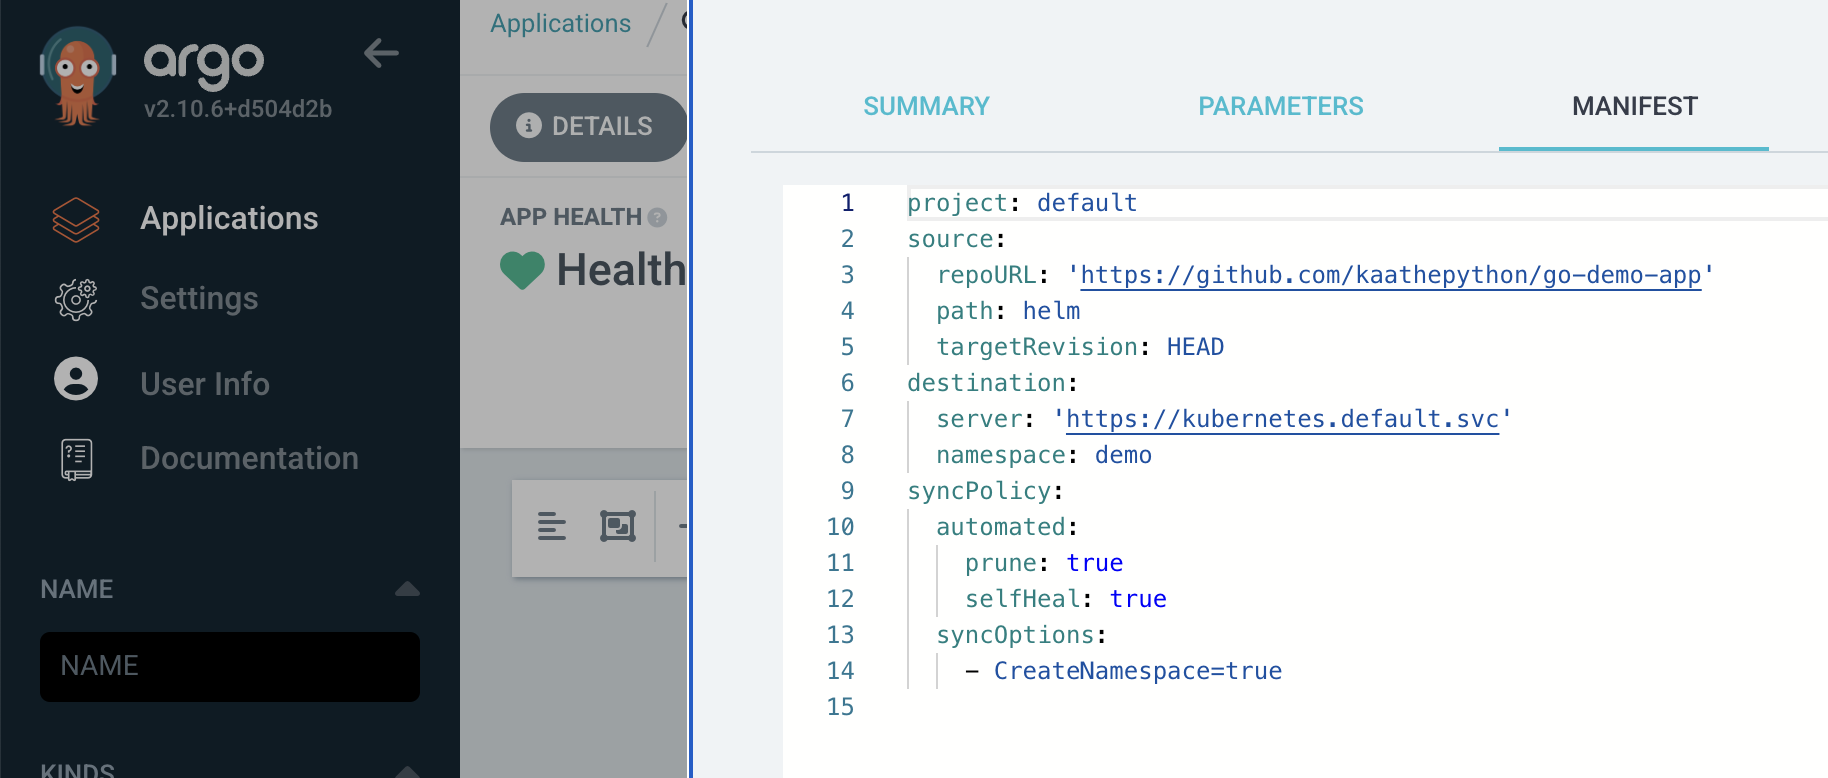 argo
v2.10.6+d504d2b
Applications
Settings
User Info
Documentation
NAME
NAME
KINDS
Applications /
DETAILS
APP HEALTH
Health
SUMMARY
PARAMETERS
MANIFEST
1 project: default
2 source:
3 repoURL: 'https://github.com/kaathepython/go-demo-app'
4 path: helm
5 targetRevision: HEAD
6 destination:
7 server: 'https://kubernetes.default.svc'
8 namespace: demo
9 syncPolicy:
10 automated:
11 prune: true
12 selfHeal: true
13 syncOptions:
14 - CreateNamespace=true
15